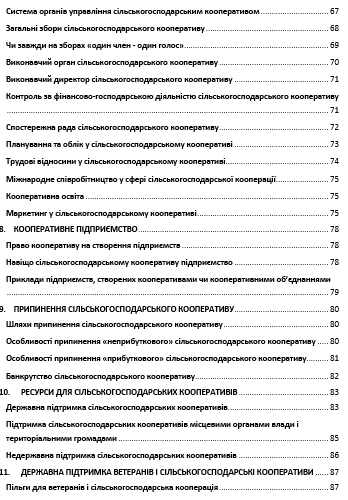 Система органів управління сільськогосподарським кооперативом 67
Загальні збори сільськогосподарського кооперативу 68
Чи завжди на зборах «один член - один голос» 69
Виконавчий орган сільськогосподарського кооперативу 70
Виконавчий директор сільськогосподарського кооперативу 71
Контроль за фінансово-господарською діяльністю сільськогосподарського кооперативу
71
Спостережна рада сільськогосподарського кооперативу 72
Планування та облік у сільськогосподарському кооперативі 73
Трудові відносини у сільськогосподарському кооперативі 74
Міжнародне співробітництво у сфері сільськогосподарської кооперації 75
Кооперативна освіта 75
Маркетинг у сільськогосподарському кооперативі 75
8. КООПЕРАТИВНЕ ПІДПРИЄМСТВО 78
Право кооперативу на створення підприємств 78
Навіщо сільськогосподарському кооперативу підприємство 78
Приклади підприємств, створених кооперативами чи кооперативними об’єднаннями
79
9. ПРИПИНЕННЯ СІЛЬСЬКОГОСПОДАРСЬКОГО КООПЕРАТИВУ 80
Шляхи припинення сільськогосподарського кооперативу 80
Особливості припинення «неприбуткового» сільськогосподарського кооперативу 80
Особливості припинення «прибуткового» сільськогосподарського кооперативу 81
Банкрутство сільськогосподарського кооперативу 82
10. РЕСУРСИ ДЛЯ СІЛЬСЬКОГОСПОДАРСЬКИХ КООПЕРАТИВІВ 83
Державна підтримка сільськогосподарських кооперативів 83
Підтримка сільськогосподарських кооперативів місцевими органами влади і
територіальними громадами 85
Недержавна підтримка сільськогосподарських кооперативів 86
11. ДЕРЖАВНА ПІДТРИМКА ВЕТЕРАНІВ І СІЛЬСЬКОГОСПОДАРСЬКІ КООПЕРАТИВИ 87
Пільги для ветеранів і сільськогосподарська кооперація 87